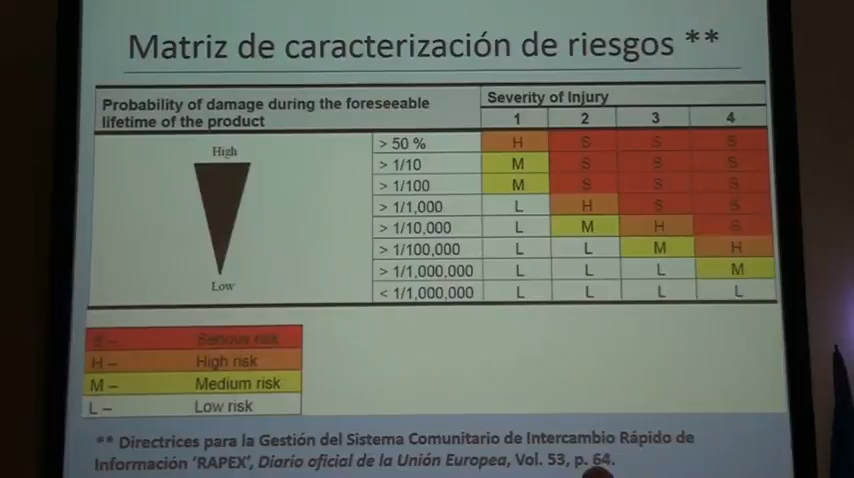 Matriz de caracterización de riesgos **
Probability of damage during the foreseeable lifetime of the product
Severity of Injury
1 2 3 4
High
Low
> 50 % H S S S
> 1/10 M S S S
> 1/100 M S S S
> 1/1,000 L H S S
> 1/10,000 L M H S
> 1/100,000 L L M H
> 1/1,000,000 L L L M
< 1/1,000,000 L L L L
S – Serious risk
H – High risk
M – Medium risk
L – Low risk
** Directrices para la Gestión del Sistema Comunitario de Intercambio Rápido de
Información ‘RAPEX’, Diario oficial de la Unión Europea, Vol. 53, p. 64.